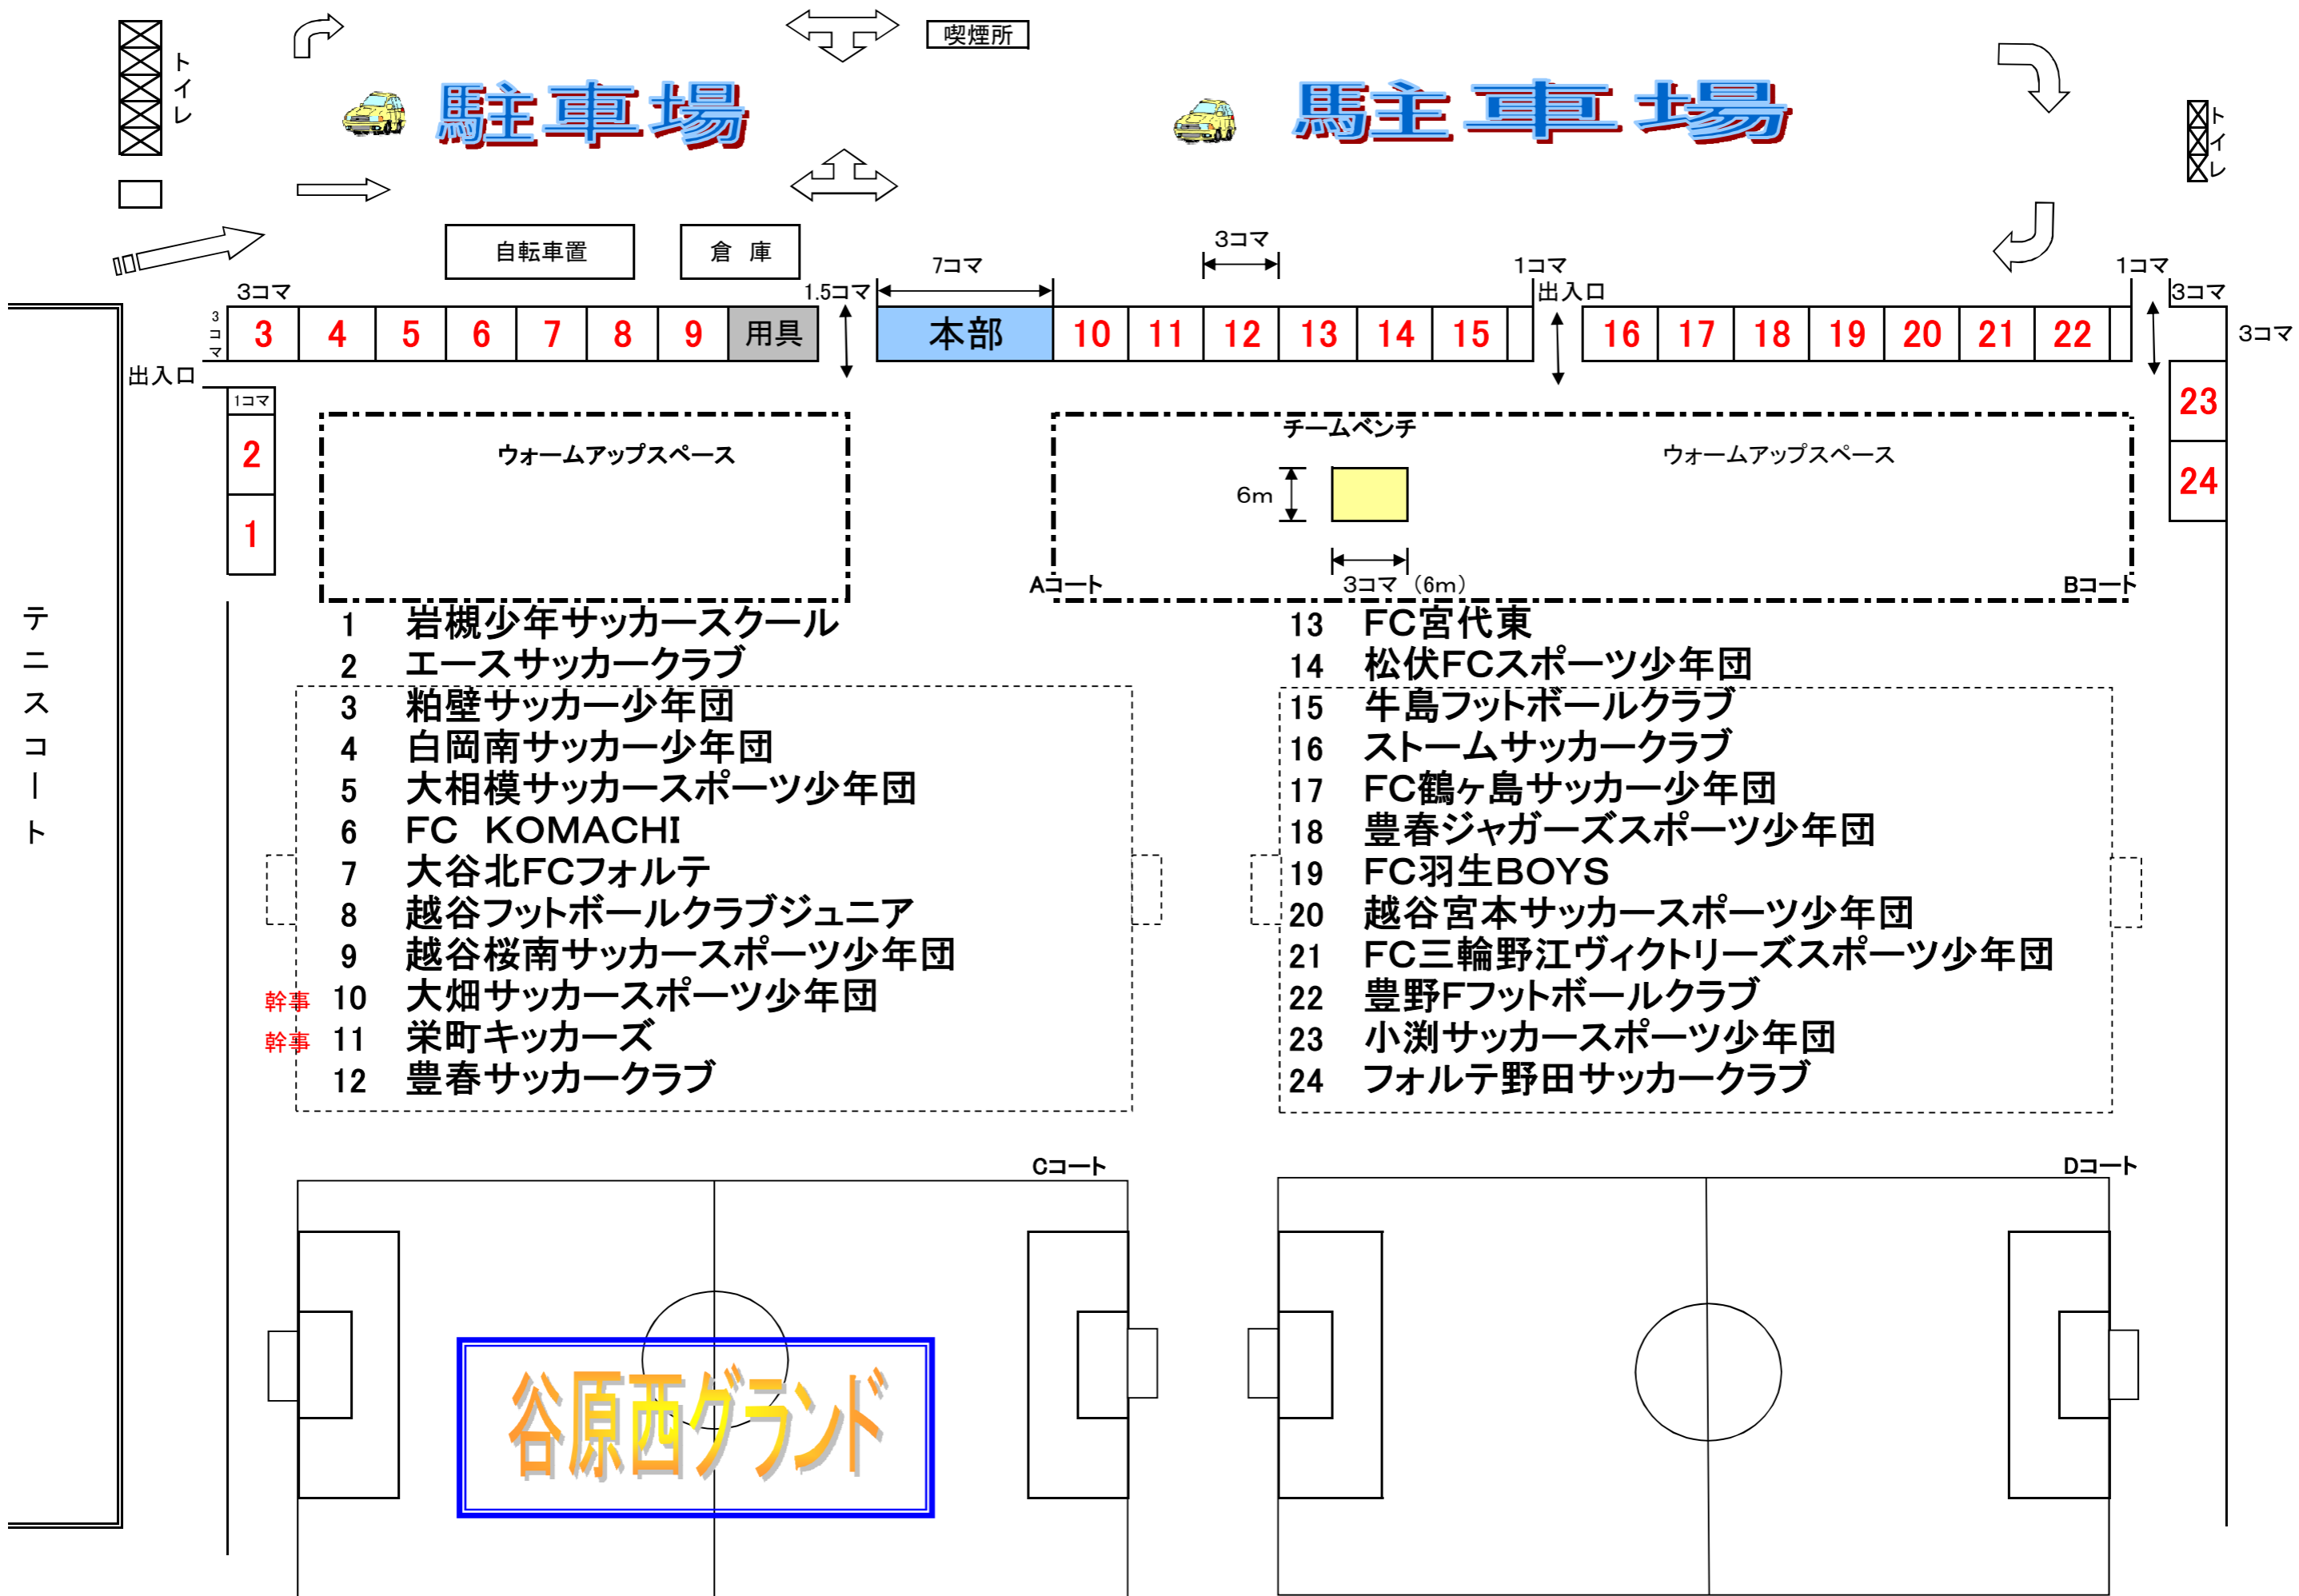 喫煙所
トイレ
駐車場
駐車場
トイレ
自転車置
倉 庫
3コマ
7コマ
1コマ
1コマ
3コマ
1.5コマ
出入口
3コマ
3コマ
3
4
5
6
7
8
9
用具
本部
10
11
12
13
14
15
16
17
18
19
20
21
22
3コマ
出入口
1コマ
2
1
23
24
ウォームアップスペース
チームベンチ
ウォームアップスペース
6m
3コマ (6m)
Aコート
Bコート
テニスコート
1 岩槻少年サッカースクール
2 エースサッカークラブ
3 粕壁サッカー少年団
4 白岡南サッカー少年団
5 大相模サッカースポーツ少年団
6 FC KOMACHI
7 大谷北FCフォルテ
8 越谷フットボールクラブジュニア
9 越谷桜南サッカースポーツ少年団
幹事 10 大畑サッカースポーツ少年団
幹事 11 栄町キッカーズ
12 豊春サッカークラブ
13 FC宮代東
14 松伏FCスポーツ少年団
15 牛島フットボールクラブ
16 ストームサッカークラブ
17 FC鶴ヶ島サッカー少年団
18 豊春ジャガーズスポーツ少年団
19 FC羽生BOYS
20 越谷宮本サッカースポーツ少年団
21 FC三輪野江ヴィクトリーズスポーツ少年団
22 豊野Fフットボールクラブ
23 小渕サッカースポーツ少年団
24 フォルテ野田サッカークラブ
Cコート
Dコート
谷原西グランド